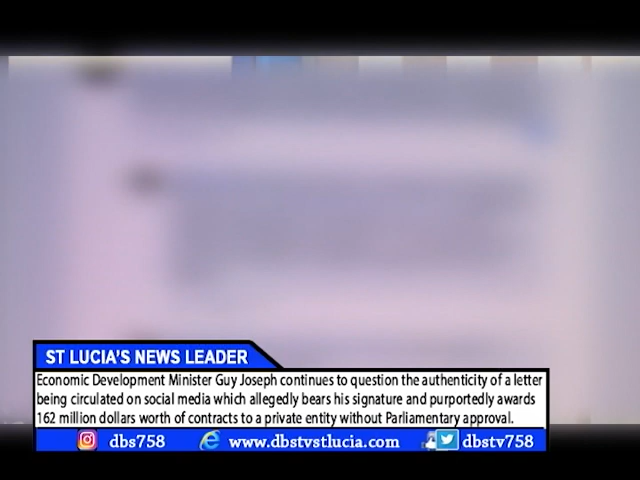 ST LUCIA'S NEWS LEADER
Economic Development Minister Guy Joseph continues to question the authenticity of a letter
being circulated on social media which allegedly bears his signature and purportedly awards
162 million dollars worth of contracts to a private entity without Parliamentary approval.
dbs758 www.dbstvstlucia.com dbstv758